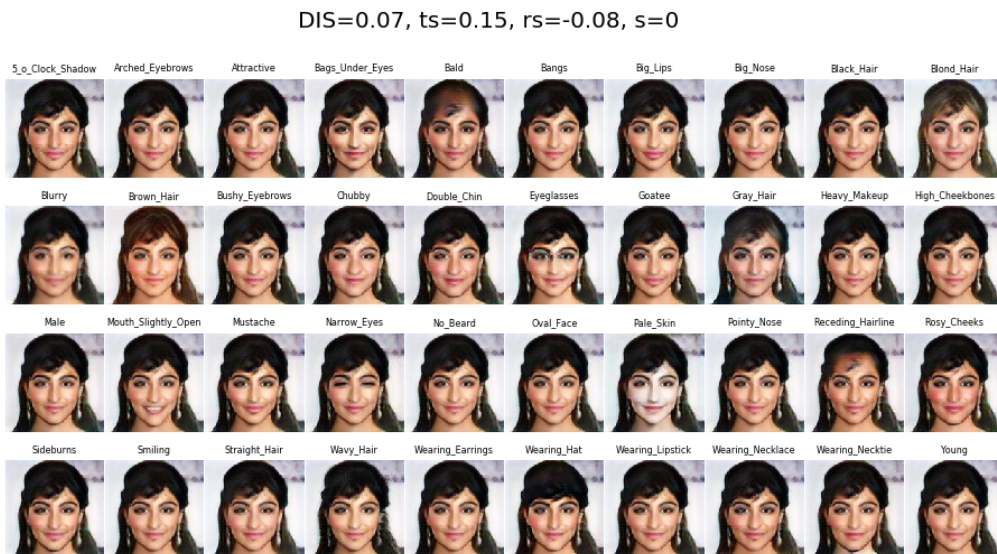 DIS=0.07, ts=0.15, rs=-0.08, s=0
5_o_Clock_Shadow Arched_Eyebrows Attractive Bags_Under_Eyes Bald Bangs Big_Lips Big_Nose Black_Hair Blond_Hair
Blurry Brown_Hair Bushy_Eyebrows Chubby Double_Chin Eyeglasses Goatee Gray_Hair Heavy_Makeup High_Cheekbones
Male Mouth_Slightly_Open Mustache Narrow_Eyes No_Beard Oval_Face Pale_Skin Pointy_Nose Receding_Hairline Rosy_Cheeks
Sideburns Smiling Straight_Hair Wavy_Hair Wearing_Earrings Wearing_Hat Wearing_Lipstick Wearing_Necklace Wearing_Necktie Young